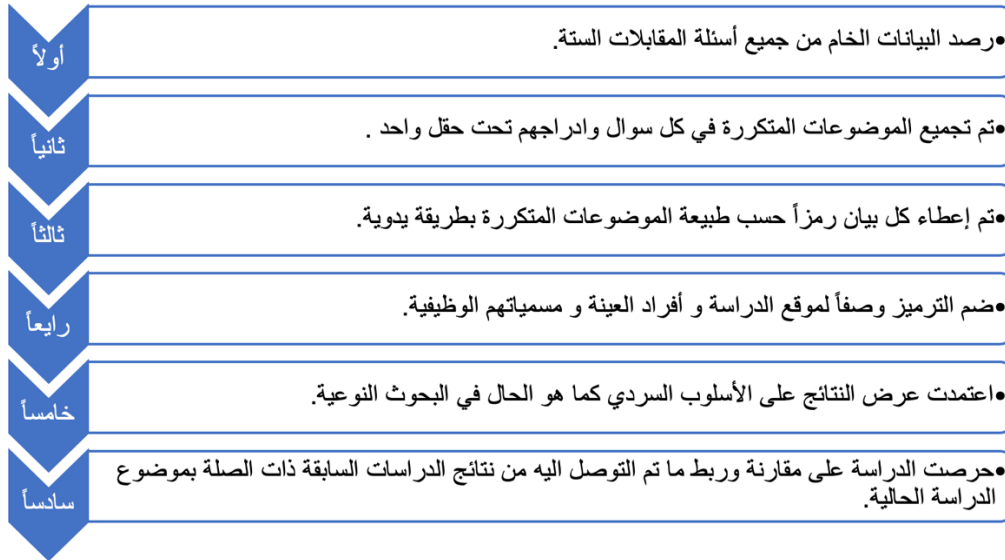 أولاً
•رصد البيانات الخام من جميع أسئلة المقابلات الستة.
ثانياً
•تم تجميع الموضوعات المتكررة في كل سوال وادراجهم تحت حقل واحد .
ثالثاً
•تم إعطاء كل بيان رمزاً حسب طبيعة الموضوعات المتكررة بطريقة يدوية.
رايعاً
•ضم الترميز وصفاً لموقع الدراسة و أفراد العينة و مسمياتهم الوظيفية.
خامساً
•اعتمدت عرض النتائج على الأسلوب السردي كما هو الحال في البحوث النوعية.
سادساً
•حرصت الدراسة على مقارنة وربط ما تم التوصل اليه من نتائج الدراسات السابقة ذات الصلة بموضوع
الدراسة الحالية.